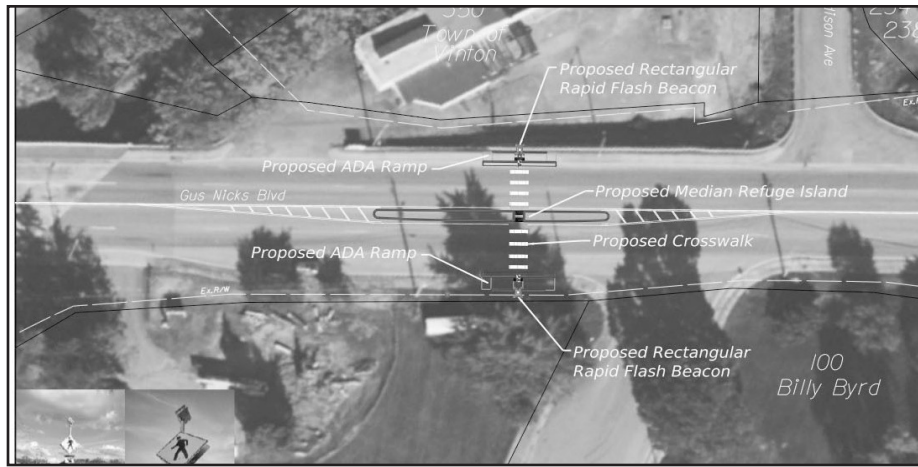 Town of
Vinton
Proposed Rectangular
Rapid Flash Beacon
Proposed ADA Ramp
Gus Nicks Blvd
Proposed Median Refuge Island
Proposed Crosswalk
Proposed ADA Ramp
Ex.R/W
Proposed Rectangular
Rapid Flash Beacon
100
Billy Byrd